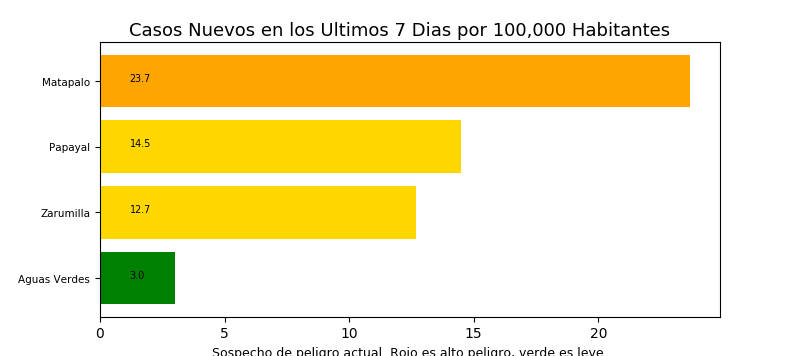 Casos Nuevos en los Ultimos 7 Dias por 100,000 Habitantes
Matapalo 23.7
Papayal 14.5
Zarumilla 12.7
Aguas Verdes 3.0
0 5 10 15 20
Sospecho de peligro actual. Rojo es alto peligro, verde es leve